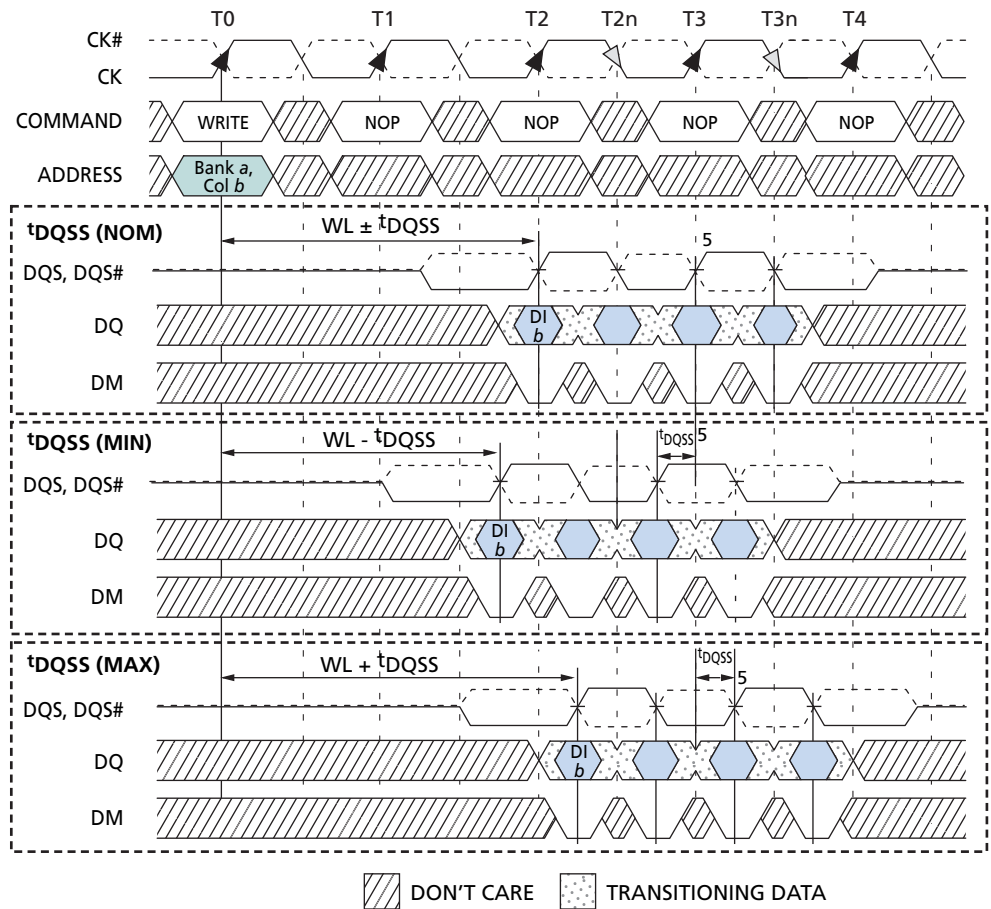 T0 T1 T2 T2n T3 T3n T4
CK#
CK
COMMAND WRITE NOP NOP NOP NOP
ADDRESS Bank a,
Col b
tDQSS (NOM) WL ± tDQSS
5
DQS, DQS#
DQ DI
b
DM
tDQSS (MIN) WL - tDQSS tDQSS 5
DQS, DQS#
DQ DI
b
DM
tDQSS (MAX) WL + tDQSS tDQSS
5
DQS, DQS#
DQ DI
b
DM
DON'T CARE TRANSITIONING DATA